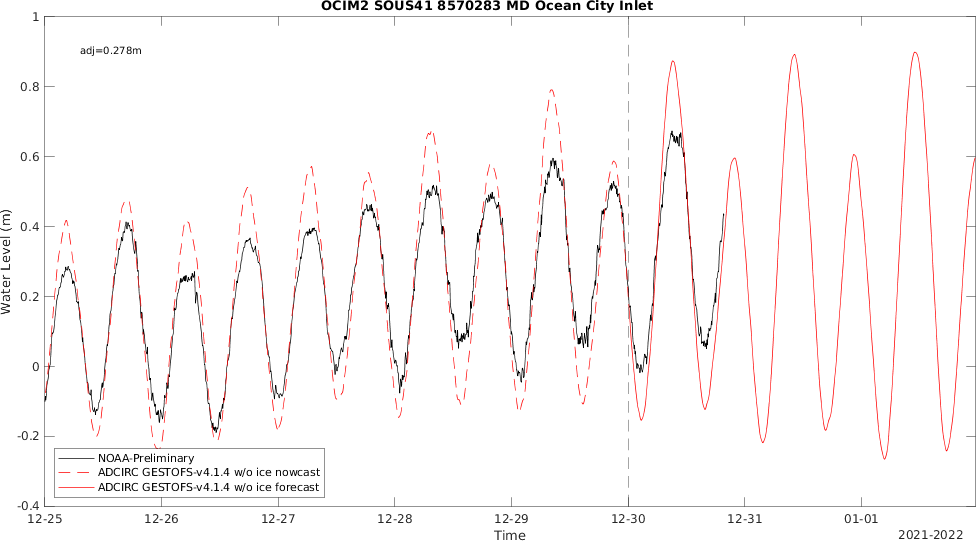 OCIM2 SOUS41 8570283 MD Ocean City Inlet
adj=0.278m
1
0.8
0.6
0.4
0.2
0
-0.2
-0.4
Water Level (m)
NOAA-Preliminary
ADCIRC GESTOFS-v4.1.4 w/o ice nowcast
ADCIRC GESTOFS-v4.1.4 w/o ice forecast
12-25 12-26 12-27 12-28 12-29 12-30 12-31 01-01
Time
2021-2022